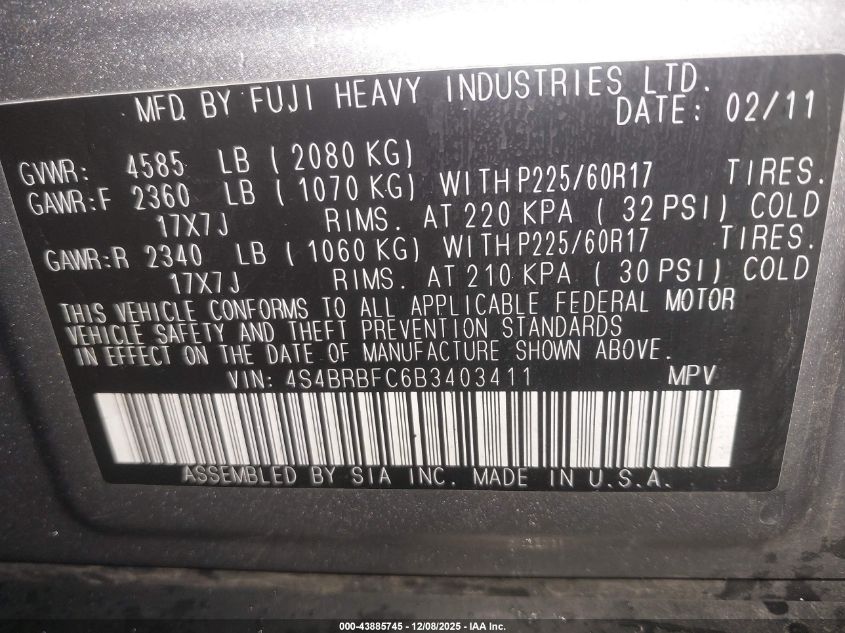 MFD. BY FUJI HEAVY INDUSTRIES LTD.
DATE: 02/11
GVWR: 4585 LB ( 2080 KG)
GAWR:F 2360 LB ( 1070 KG) WITH P225/60R17 TIRES.
17X7J RIMS. AT 220 KPA ( 32 PSI) COLD
GAWR:R 2340 LB ( 1060 KG) WITH P225/60R17 TIRES.
17X7J RIMS. AT 210 KPA ( 30 PSI) COLD
THIS VEHICLE CONFORMS TO ALL APPLICABLE FEDERAL MOTOR
VEHICLE SAFETY AND THEFT PREVENTION STANDARDS
IN EFFECT ON THE DATE OF MANUFACTURE SHOWN ABOVE.
VIN: 4S4BRBFC6B3403411 MPV
ASSEMBLED BY SIA INC. MADE IN U.S.A.
000-43885745 - 12/08/2025 - IAA Inc.